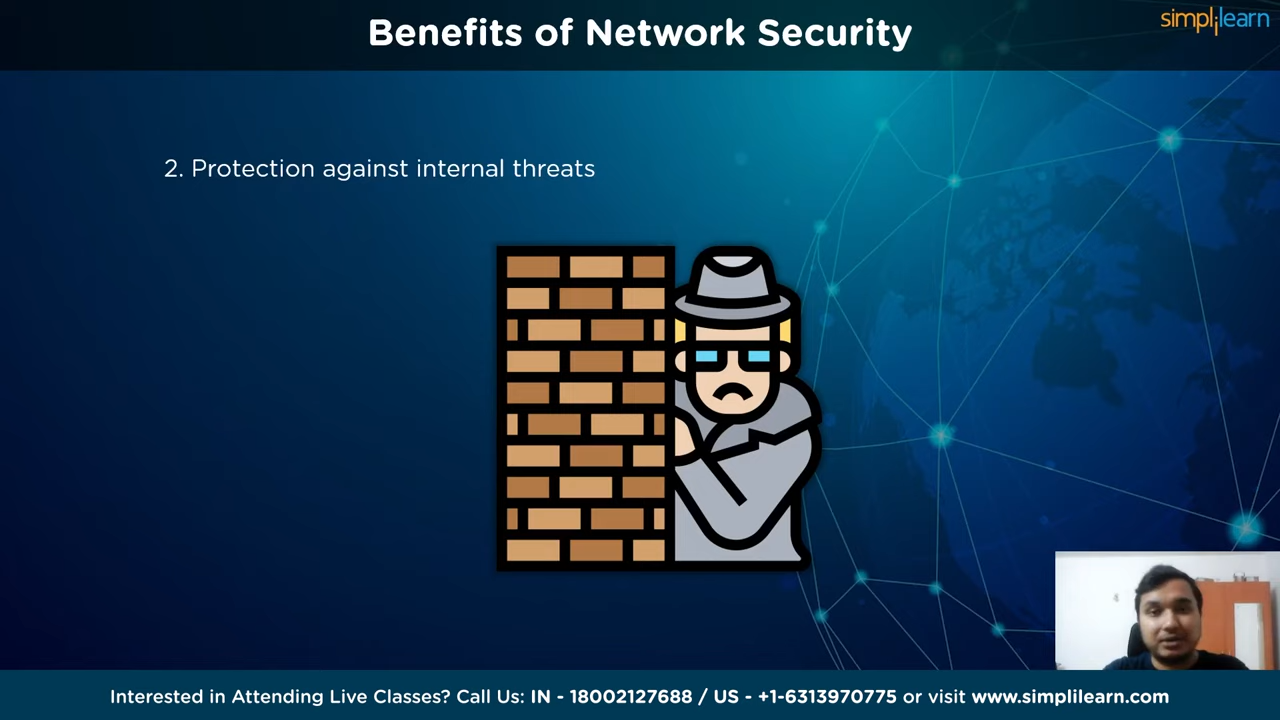 Benefits of Network Security
simplilearn
2. Protection against internal threats
Interested in Attending Live Classes? Call Us: IN - 18002127688 / US - +1-6313970775 or visit www.simplilearn.com